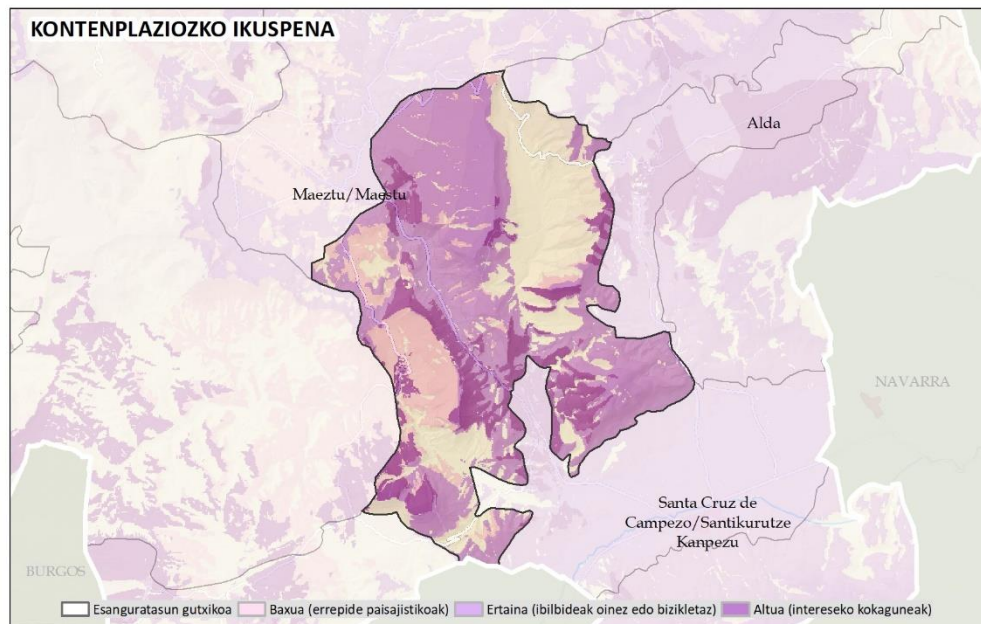 KONTENPLAZIOZKO IKUSPENA
Alda
Maeztu/Maestu
NAVARRA
Santa Cruz de
Campezo/Santikurutze
Kanpezu
BURGOS
Esanguratasun gutxikoa
Baxua (errepide paisajistikoak)
Ertaina (ibilbideak oinez edo bizikletaz)
Altua (intereseko kokaguneak)